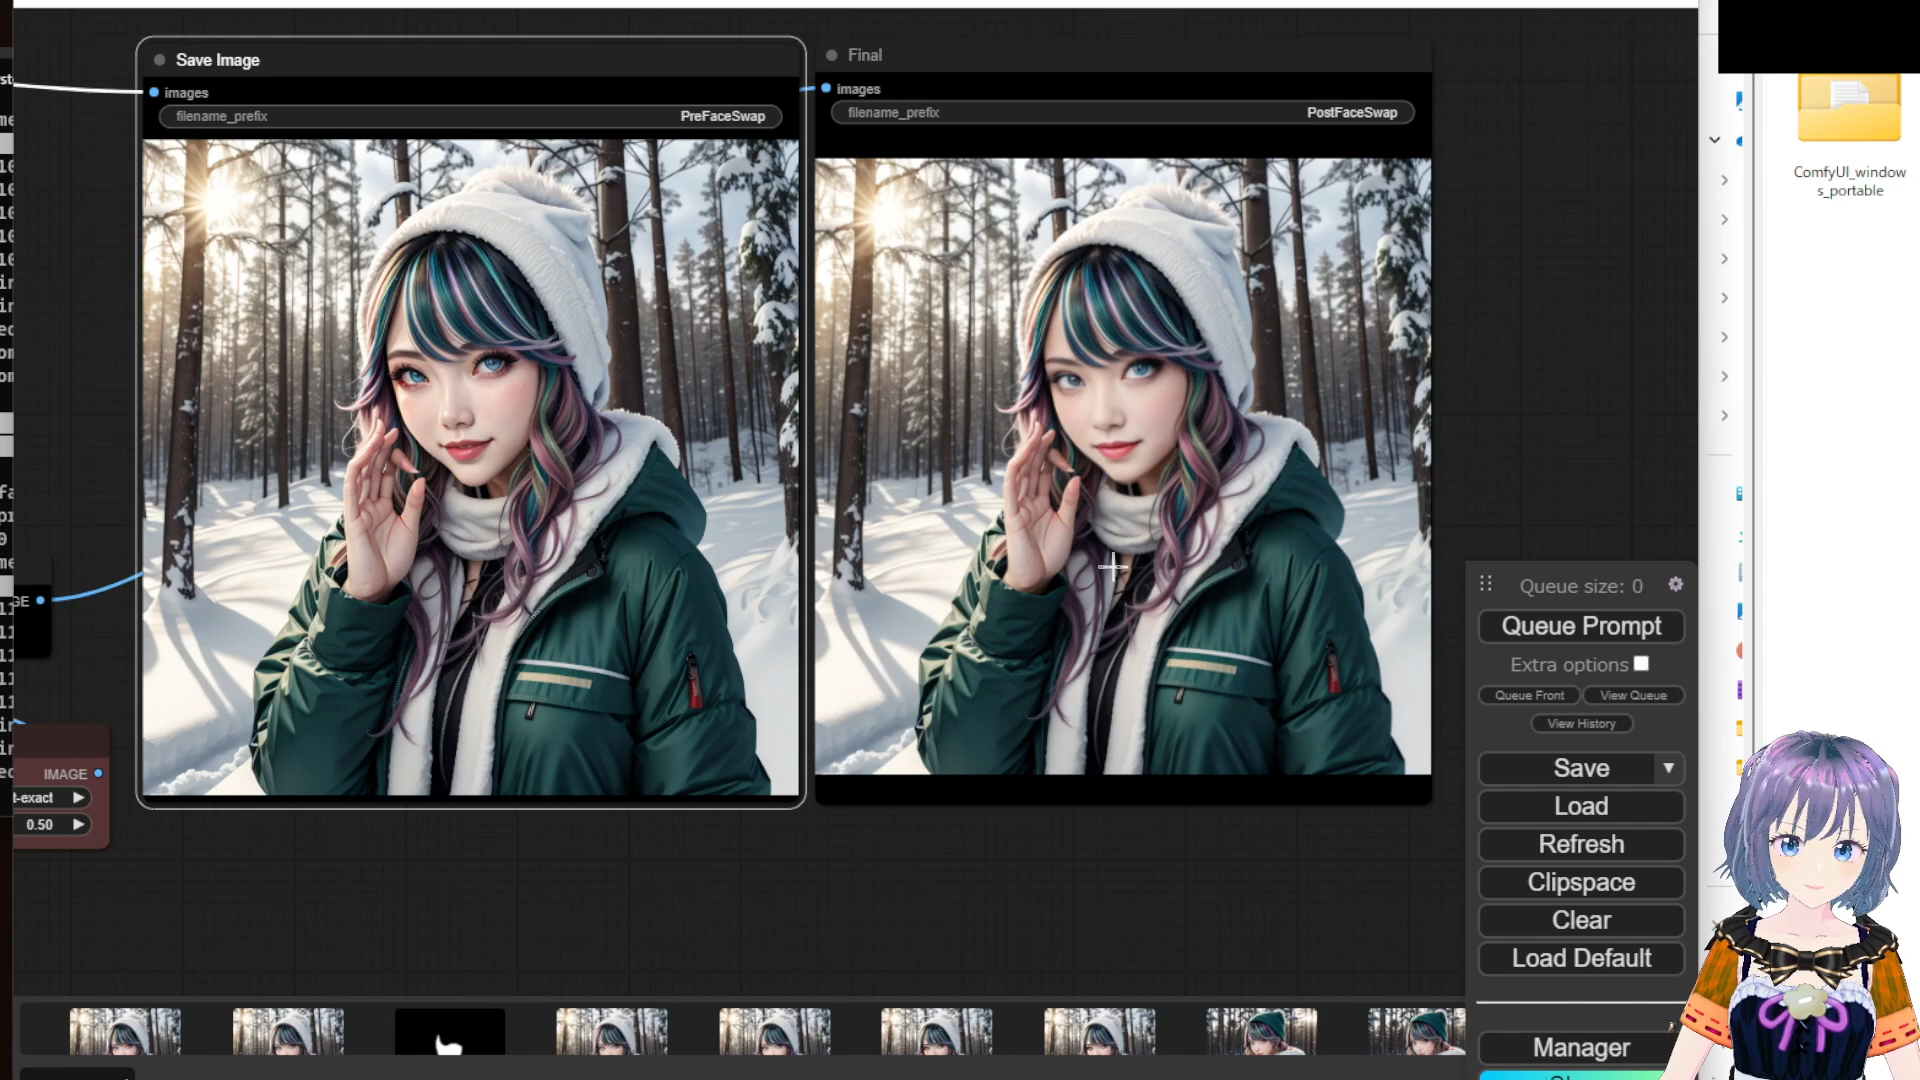 Save Image
images
filename_prefix PreFaceSwap
Final
images
filename_prefix PostFaceSwap
ComfyUI_window
s_portable
IMAGE
t-exact
0.50
Queue size: 0
Queue Prompt
Extra options
Queue Front View Queue
View History
Save
Load
Refresh
Clipspace
Clear
Load Default
Manager